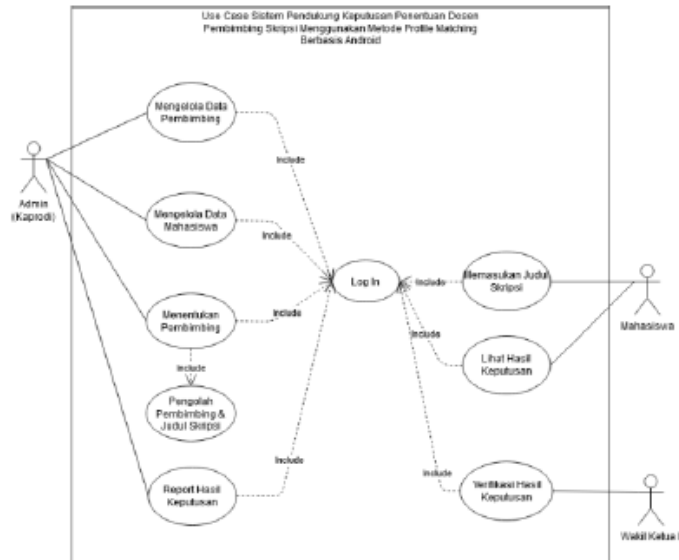 Use Case Sistem Pendukung Keputusan Penentuan Dosen
Pembimbing Skripsi Menggunakan Metode Profile Matching
Berbasis Android
Mengelola Data
Pembimbing
Include
Admin
(Kaprodi)
Mengelola Data
Mahasiswa
Include
Log In
Include
Memasukan Judul
Skripsi
Mahasiswa
Menentukan
Pembimbing
Include
Include
Lihat Hasil
Keputusan
Include
Pengolah
Pembimbing &
Judul Skripsi
Include
Report Hasil
Keputusan
Include
Verifikasi Hasil
Keputusan
Wakil Ketua I